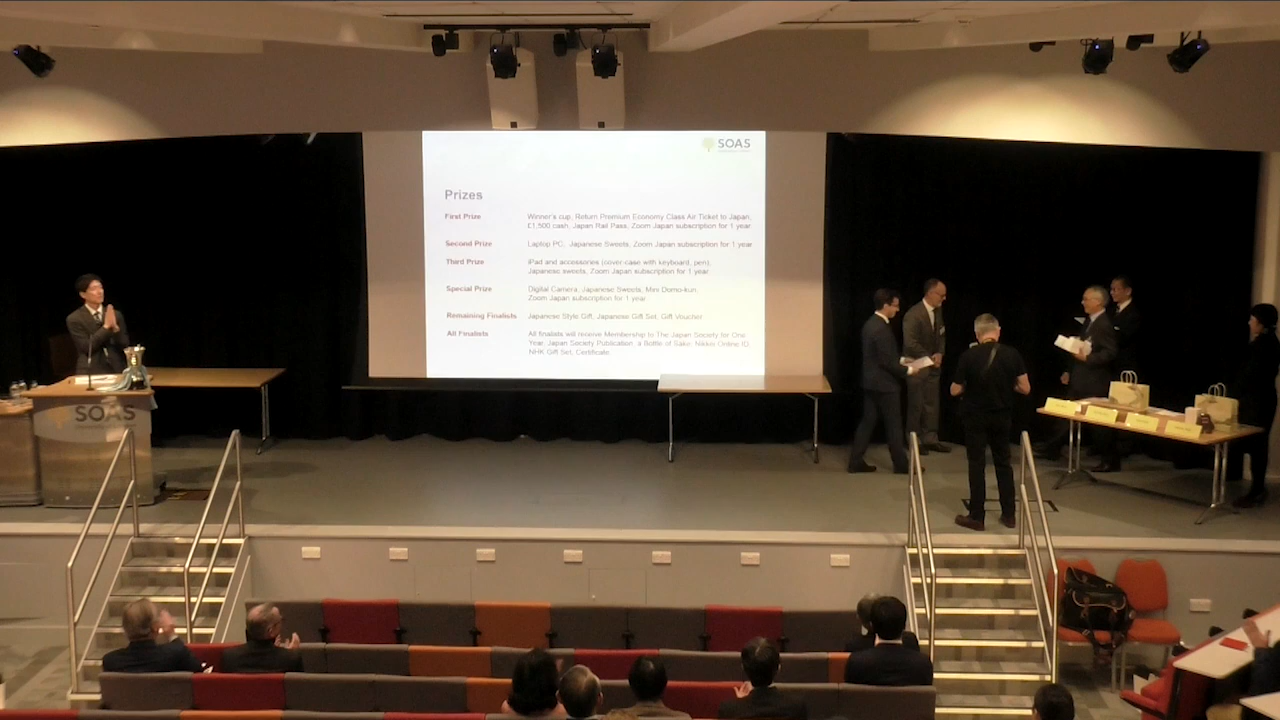 SOAS
Prizes
First Prize
Winner's cup, Return Premium Economy Class Air Ticket to Japan,
£1,500 cash, Japan Rail Pass, Zoom Japan subscription for 1 year
Second Prize
Laptop PC, Japanese Sweets, Zoom Japan subscription for 1 year
Third Prize
iPad and accessories (cover-case with keyboard, pen),
Japanese sweets, Zoom Japan subscription for 1 year
Special Prize
Digital Camera, Japanese Sweets, Mini Domo-kun,
Zoom Japan subscription for 1 year
Remaining Finalists
Japanese Style Gift, Japanese Gift Set, Gift Voucher
All Finalists
All finalists will receive Membership to The Japan Society for One
Year, Japan Society Publication, a Bottle of Sake, Nikkei Online ID,
NHK Gift Set, Certificate
SOAS